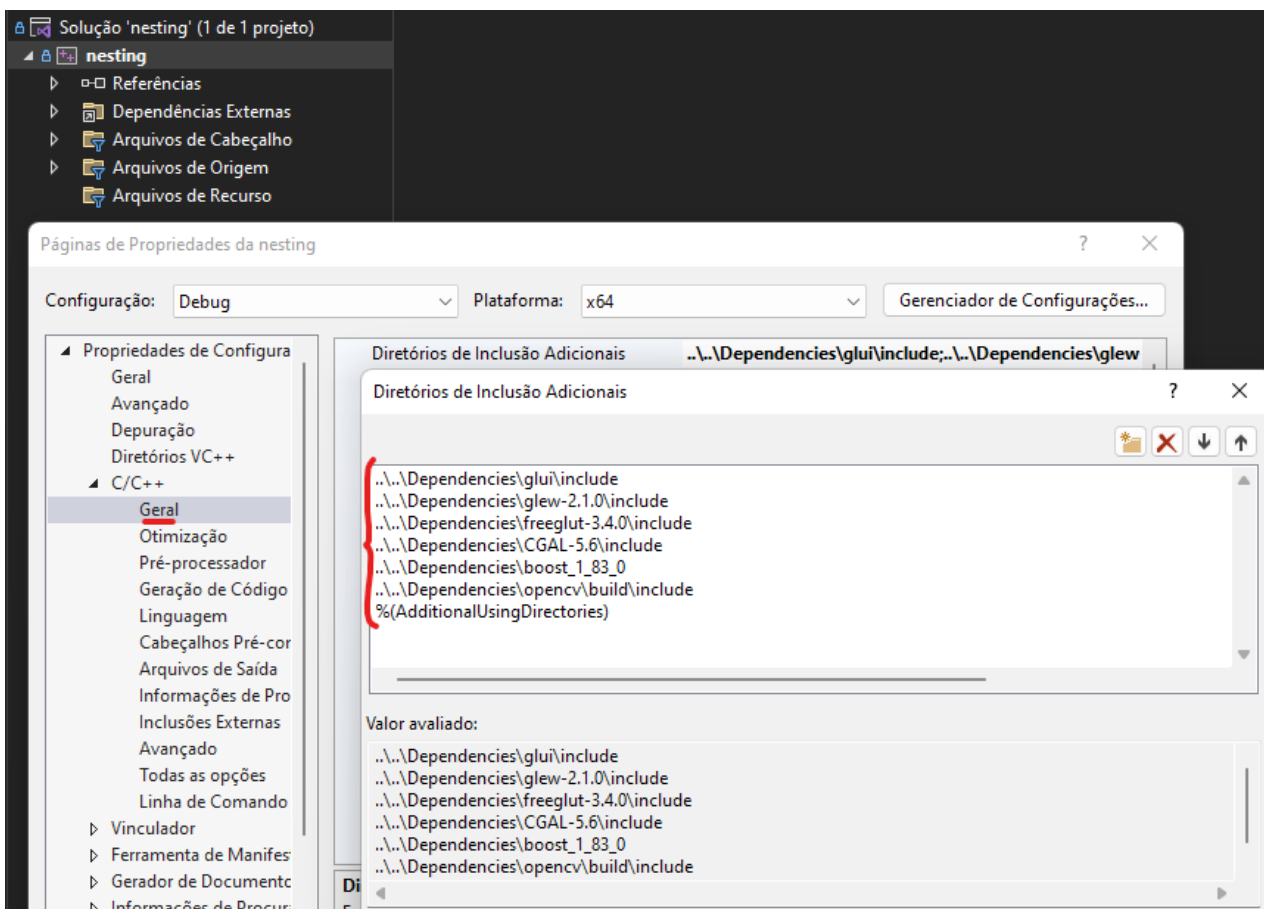 Solução 'nesting' (1 de 1 projeto)
nesting
Referências
Dependências Externas
Arquivos de Cabeçalho
Arquivos de Origem
Arquivos de Recurso
Páginas de Propriedades da nesting ?
Configuração: Debug Plataforma: x64 Gerenciador de Configurações...
Propriedades de Configura
Geral
Avançado
Depuração
Diretórios VC++
C/C++
Geral
Otimização
Pré-processador
Geração de Código
Linguagem
Cabeçalhos Pré-cor
Arquivos de Saída
Informações de Pro
Inclusões Externas
Avançado
Todas as opções
Linha de Comando
Vinculador
Ferramenta de Manifes
Gerador de Documentc
Informações de Procur
Diretórios de Inclusão Adicionais ..\..\Dependencies\glui\include;..\..\Dependencies\glew
Diretórios de Inclusão Adicionais ?
..\..\Dependencies\glui\include
..\..\Dependencies\glew-2.1.0\include
..\..\Dependencies\freeglut-3.4.0\include
..\..\Dependencies\CGAL-5.6\include
..\..\Dependencies\boost_1_83_0
..\..\Dependencies\opencv\build\include
%(AdditionalUsingDirectories)
Valor avaliado:
..\..\Dependencies\glui\include
..\..\Dependencies\glew-2.1.0\include
..\..\Dependencies\freeglut-3.4.0\include
..\..\Dependencies\CGAL-5.6\include
..\..\Dependencies\boost_1_83_0
..\..\Dependencies\opencv\build\include
Di